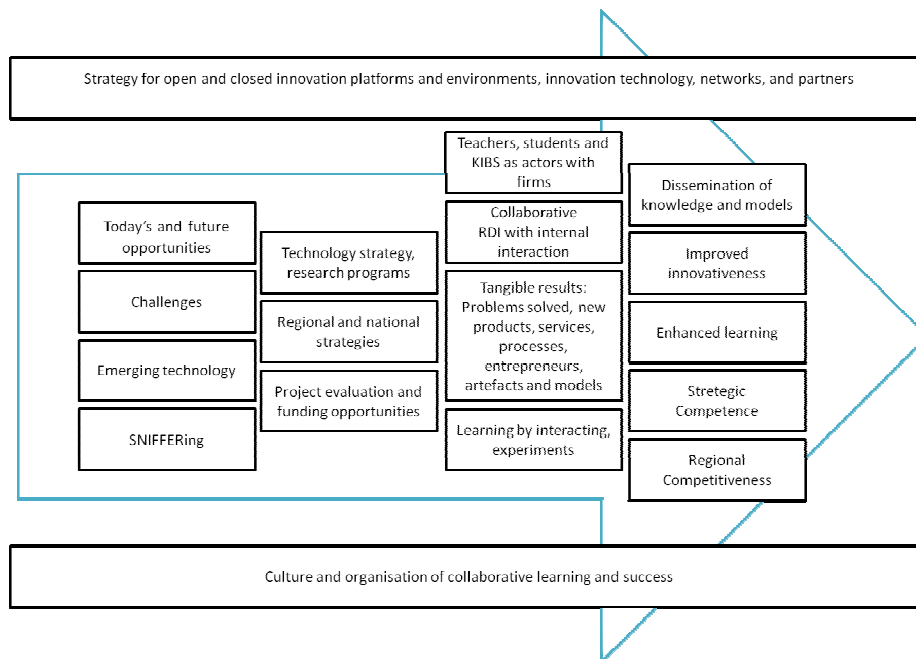 Strategy for open and closed innovation platforms and environments, innovation technology, networks, and partners
Today's and future
opportunities
Challenges
Emerging technology
SNIFFERing
Technology strategy,
research programs
Regional and national
strategies
Project evaluation and
funding opportunities
Teachers, students and
KIBS as actors with
firms
Collaborative
RDI with internal
interaction
Tangible results:
Problems solved, new
products, services,
processes,
entrepreneurs,
artefacts and models
Learning by interacting,
experiments
Dissemination of
knowledge and models
Improved
innovativeness
Enhanced learning
Stretegic
Competence
Regional
Competitiveness
Culture and organisation of collaborative learning and success